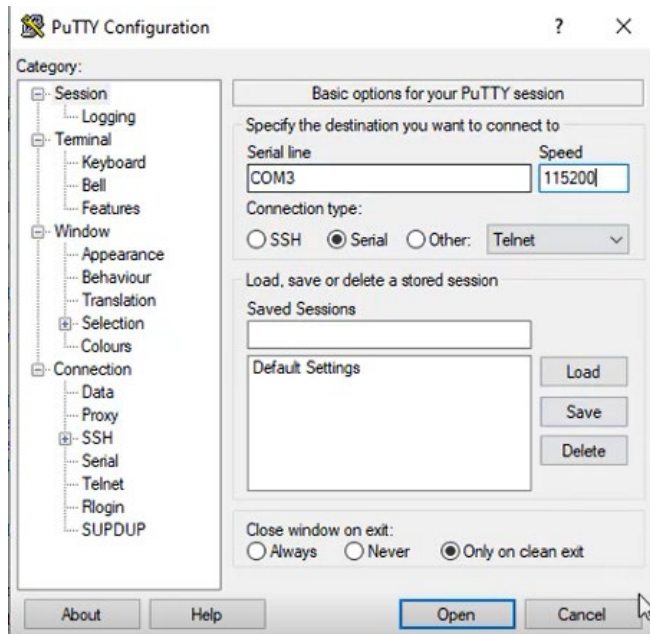 PuTTY Configuration
?
Category:
Session
Logging
Terminal
Keyboard
Bell
Features
Window
Appearance
Behaviour
Translation
Selection
Colours
Connection
Data
Proxy
SSH
Serial
Telnet
Rlogin
SUPDUP
Basic options for your PuTTY session
Specify the destination you want to connect to
Serial line Speed
COM3 115200
Connection type:
SSH Serial Other: Telnet
Load, save or delete a stored session
Saved Sessions
Default Settings
Load
Save
Delete
Close window on exit:
Always Never Only on clean exit
About Help Open Cancel